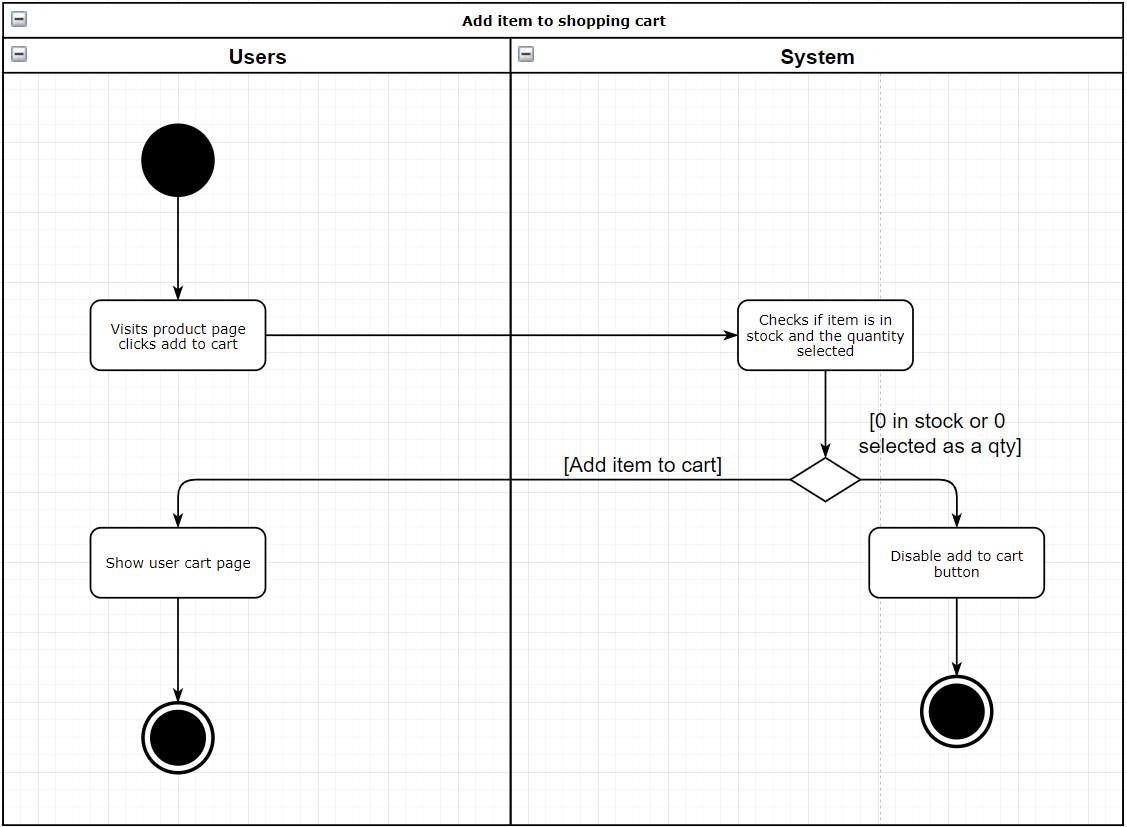 Add item to shopping cart
Users
System
Visits product page
clicks add to cart
Checks if item is in
stock and the quantity
selected
[0 in stock or 0
selected as a qty]
[Add item to cart]
Show user cart page
Disable add to cart
button